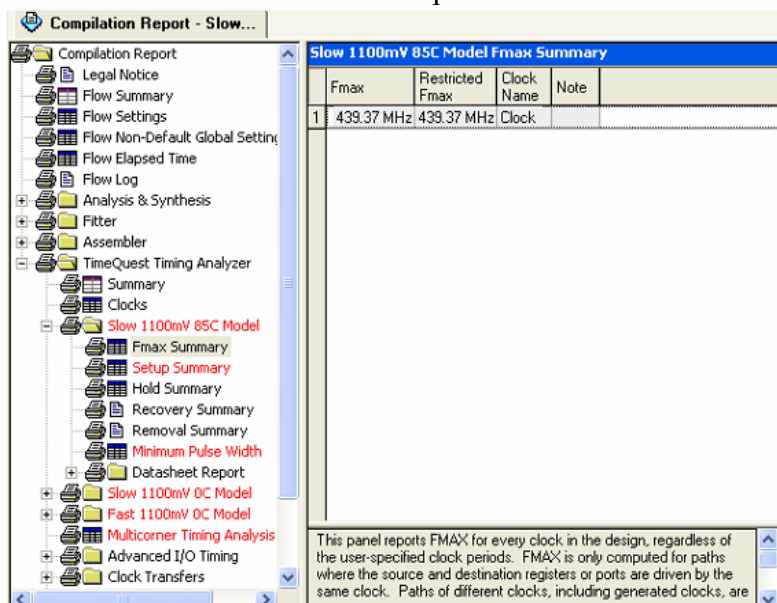 Compilation Report - Slow...
Compilation Report
Legal Notice
Flow Summary
Flow Settings
Flow Non-Default Global Setting
Flow Elapsed Time
Flow Log
Analysis & Synthesis
Fitter
Assembler
TimeQuest Timing Analyzer
Summary
Clocks
Slow 1100mV 85C Model
Fmax Summary
Setup Summary
Hold Summary
Recovery Summary
Removal Summary
Minimum Pulse Width
Datasheet Report
Slow 1100mV 0C Model
Fast 1100mV 0C Model
Multicorner Timing Analysis
Advanced I/O Timing
Clock Transfers
Slow 1100mV 85C Model Fmax Summary
Fmax Restricted Fmax Clock Name Note
1 439.37 MHz 439.37 MHz Clock
This panel reports FMAX for every clock in the design, regardless of
the user-specified clock periods. FMAX is only computed for paths
where the source and destination registers or ports are driven by the
same clock. Paths of different clocks, including generated clocks, are